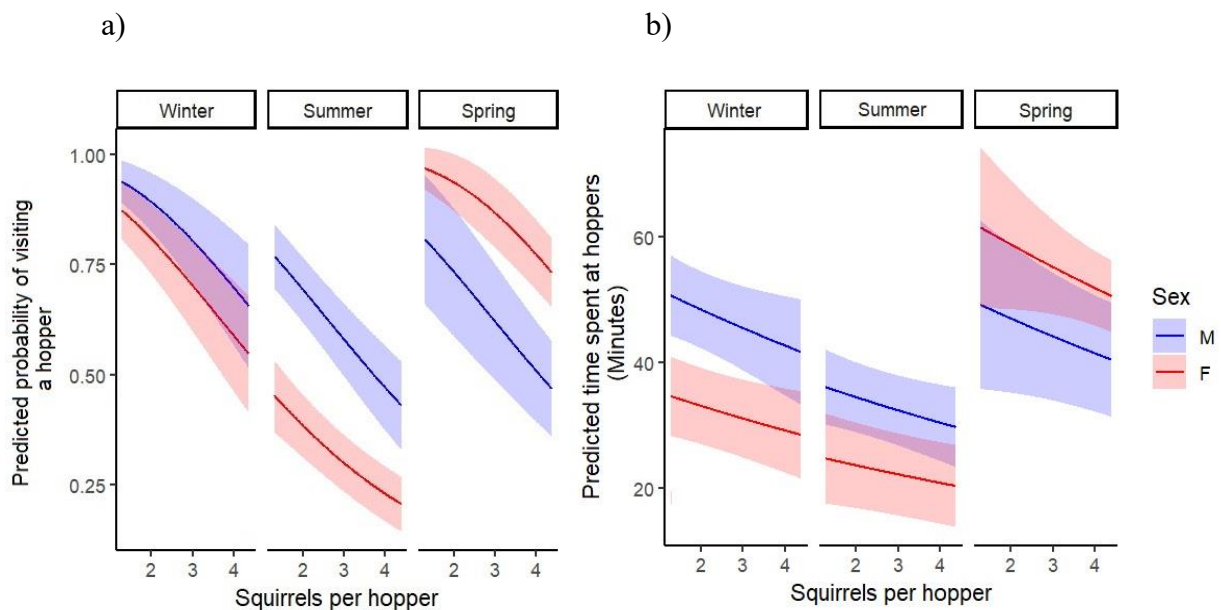 a)
Winter
Summer
Spring
Predicted probability of visiting
a hopper
1.00
0.75
0.50
0.25
2 3 4 2 3 4 2 3 4
Squirrels per hopper
b)
Winter
Summer
Spring
Predicted time spent at hoppers
(Minutes)
60
40
20
2 3 4 2 3 4 2 3 4
Squirrels per hopper
Sex
M
F